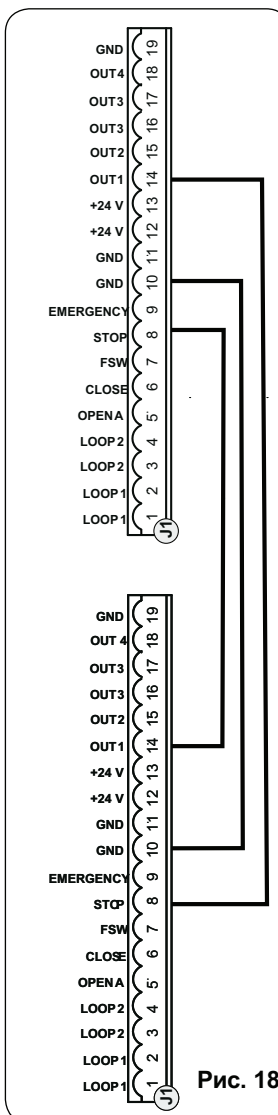 GND 19
OUT4 18
OUT3 17
OUT3 16
OUT2 15
OUT1 14
+24 V 13
+24 V 12
GND 11
GND 10
EMERGENCY 9
STOP 8
FSW 7
CLOSE 6
OPEN A 5
LOOP2 4
LOOP2 3
LOOP1 2
LOOP1 1
J1
GND 19
OUT 4 18
OUT3 17
OUT3 16
OUT2 15
OUT1 14
+24 V 13
+24 V 12
GND 11
GND 10
EMERGENCY 9
STOP 8
FSW 7
CLOSE 6
OPEN A 5
LOOP2 4
LOOP2 3
LOOP1 2
LOOP1 1
J1
Рис. 18